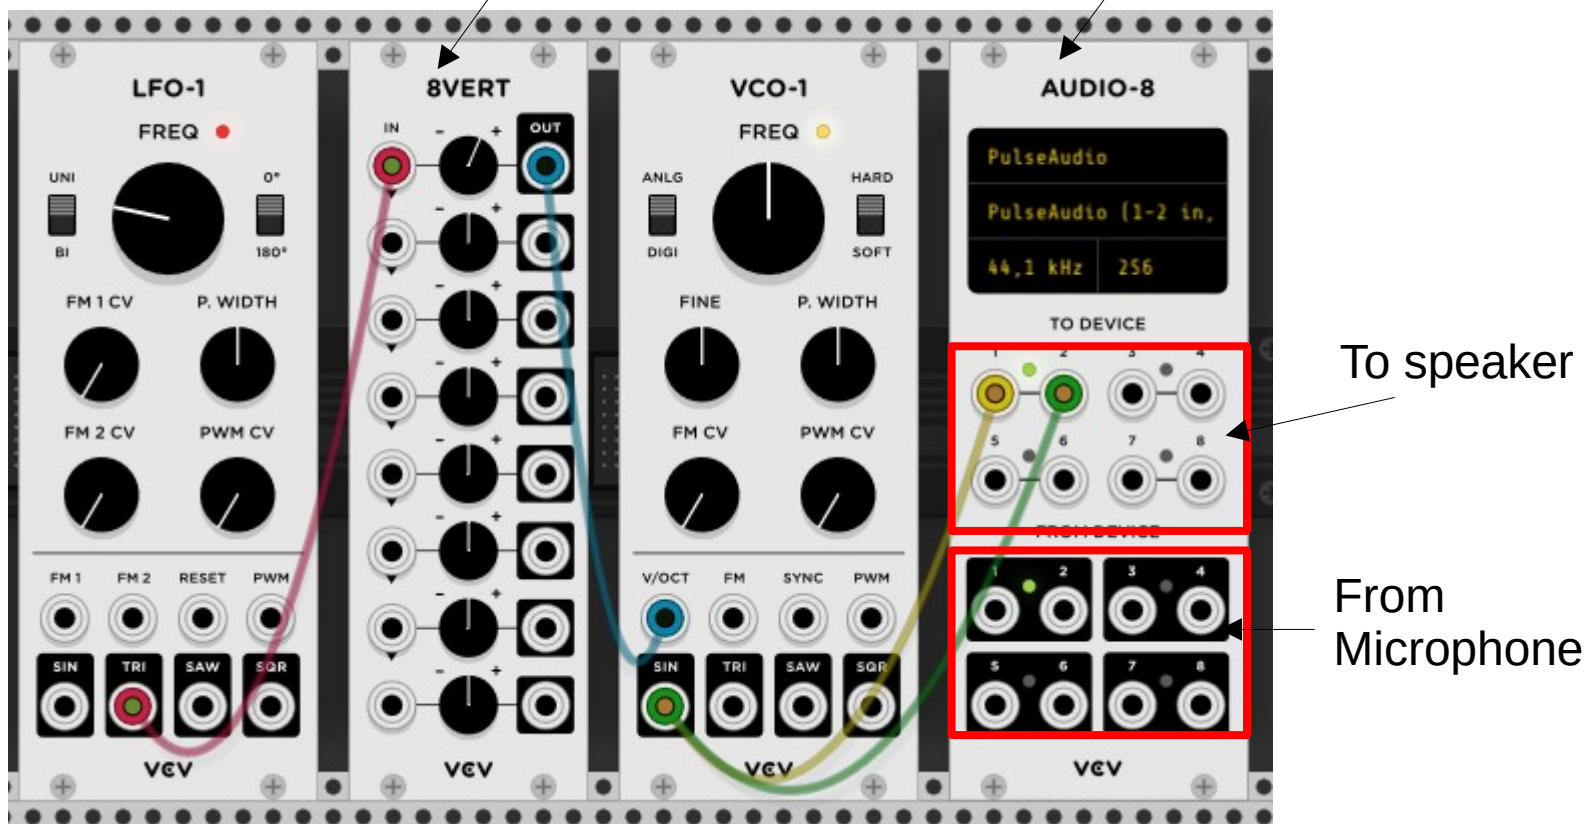 LFO-1
FREQ
UNI
0°
BI
180°
FM 1 CV
P. WIDTH
FM 2 CV
PWM CV
FM 1
FM 2
RESET
PWM
SIN
TRI
SAW
SQR
VCV
8VERT
IN
OUT
- +
- +
- +
- +
- +
- +
- +
- +
VCV
VCO-1
FREQ
ANLG
HARD
DIGI
SOFT
FINE
P. WIDTH
FM CV
PWM CV
V/OCT
FM
SYNC
PWM
SIN
TRI
SAW
SQR
VCV
AUDIO-8
PulseAudio
PulseAudio (1-2 in,
44,1 kHz
256
TO DEVICE
1 2 3 4
5 6 7 8
FROM DEVICE
1 2 3 4
5 6 7 8
VCV
To speaker
From
Microphone